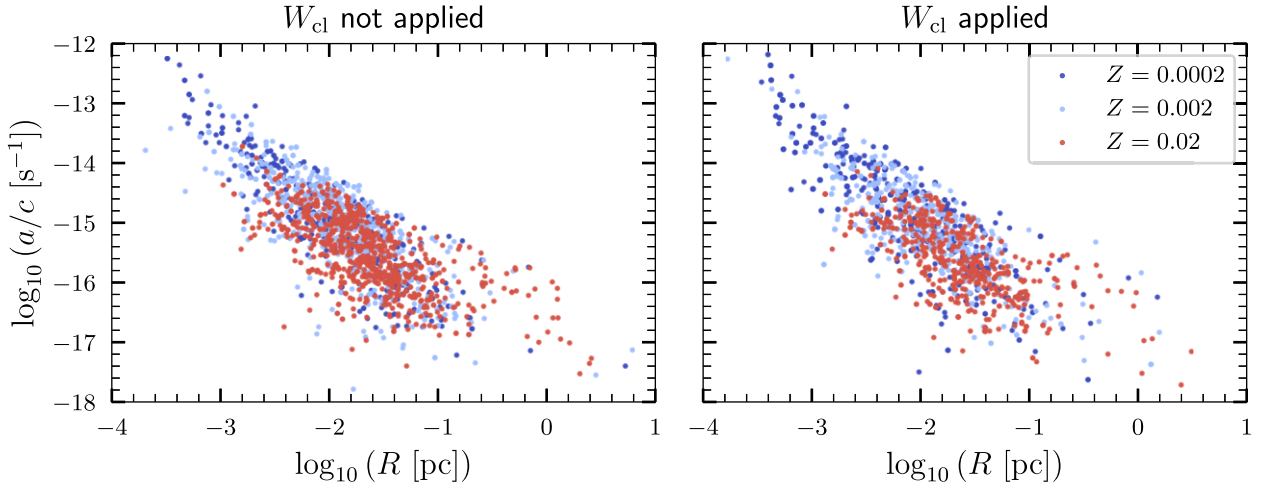 W_cl not applied
W_cl applied
−12
−13
−14
−15
−16
−17
−18
log₁₀ (a/c [s⁻¹])
−4 −3 −2 −1 0 1
−4 −3 −2 −1 0 1
log₁₀ (R [pc])
log₁₀ (R [pc])
Z = 0.0002
Z = 0.002
Z = 0.02